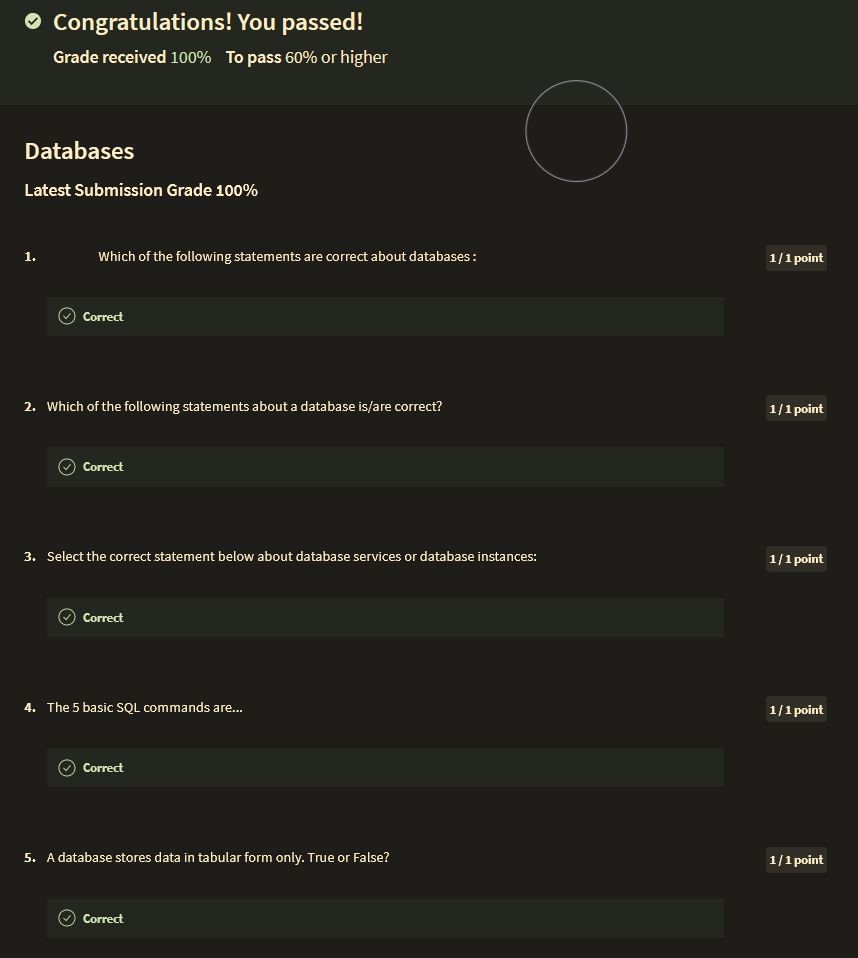 Congratulations! You passed!
Grade received 100% To pass 60% or higher
Databases
Latest Submission Grade 100%
1. Which of the following statements are correct about databases :
1 / 1 point
Correct
2. Which of the following statements about a database is/are correct?
1 / 1 point
Correct
3. Select the correct statement below about database services or database instances:
1 / 1 point
Correct
4. The 5 basic SQL commands are...
1 / 1 point
Correct
5. A database stores data in tabular form only. True or False?
1 / 1 point
Correct